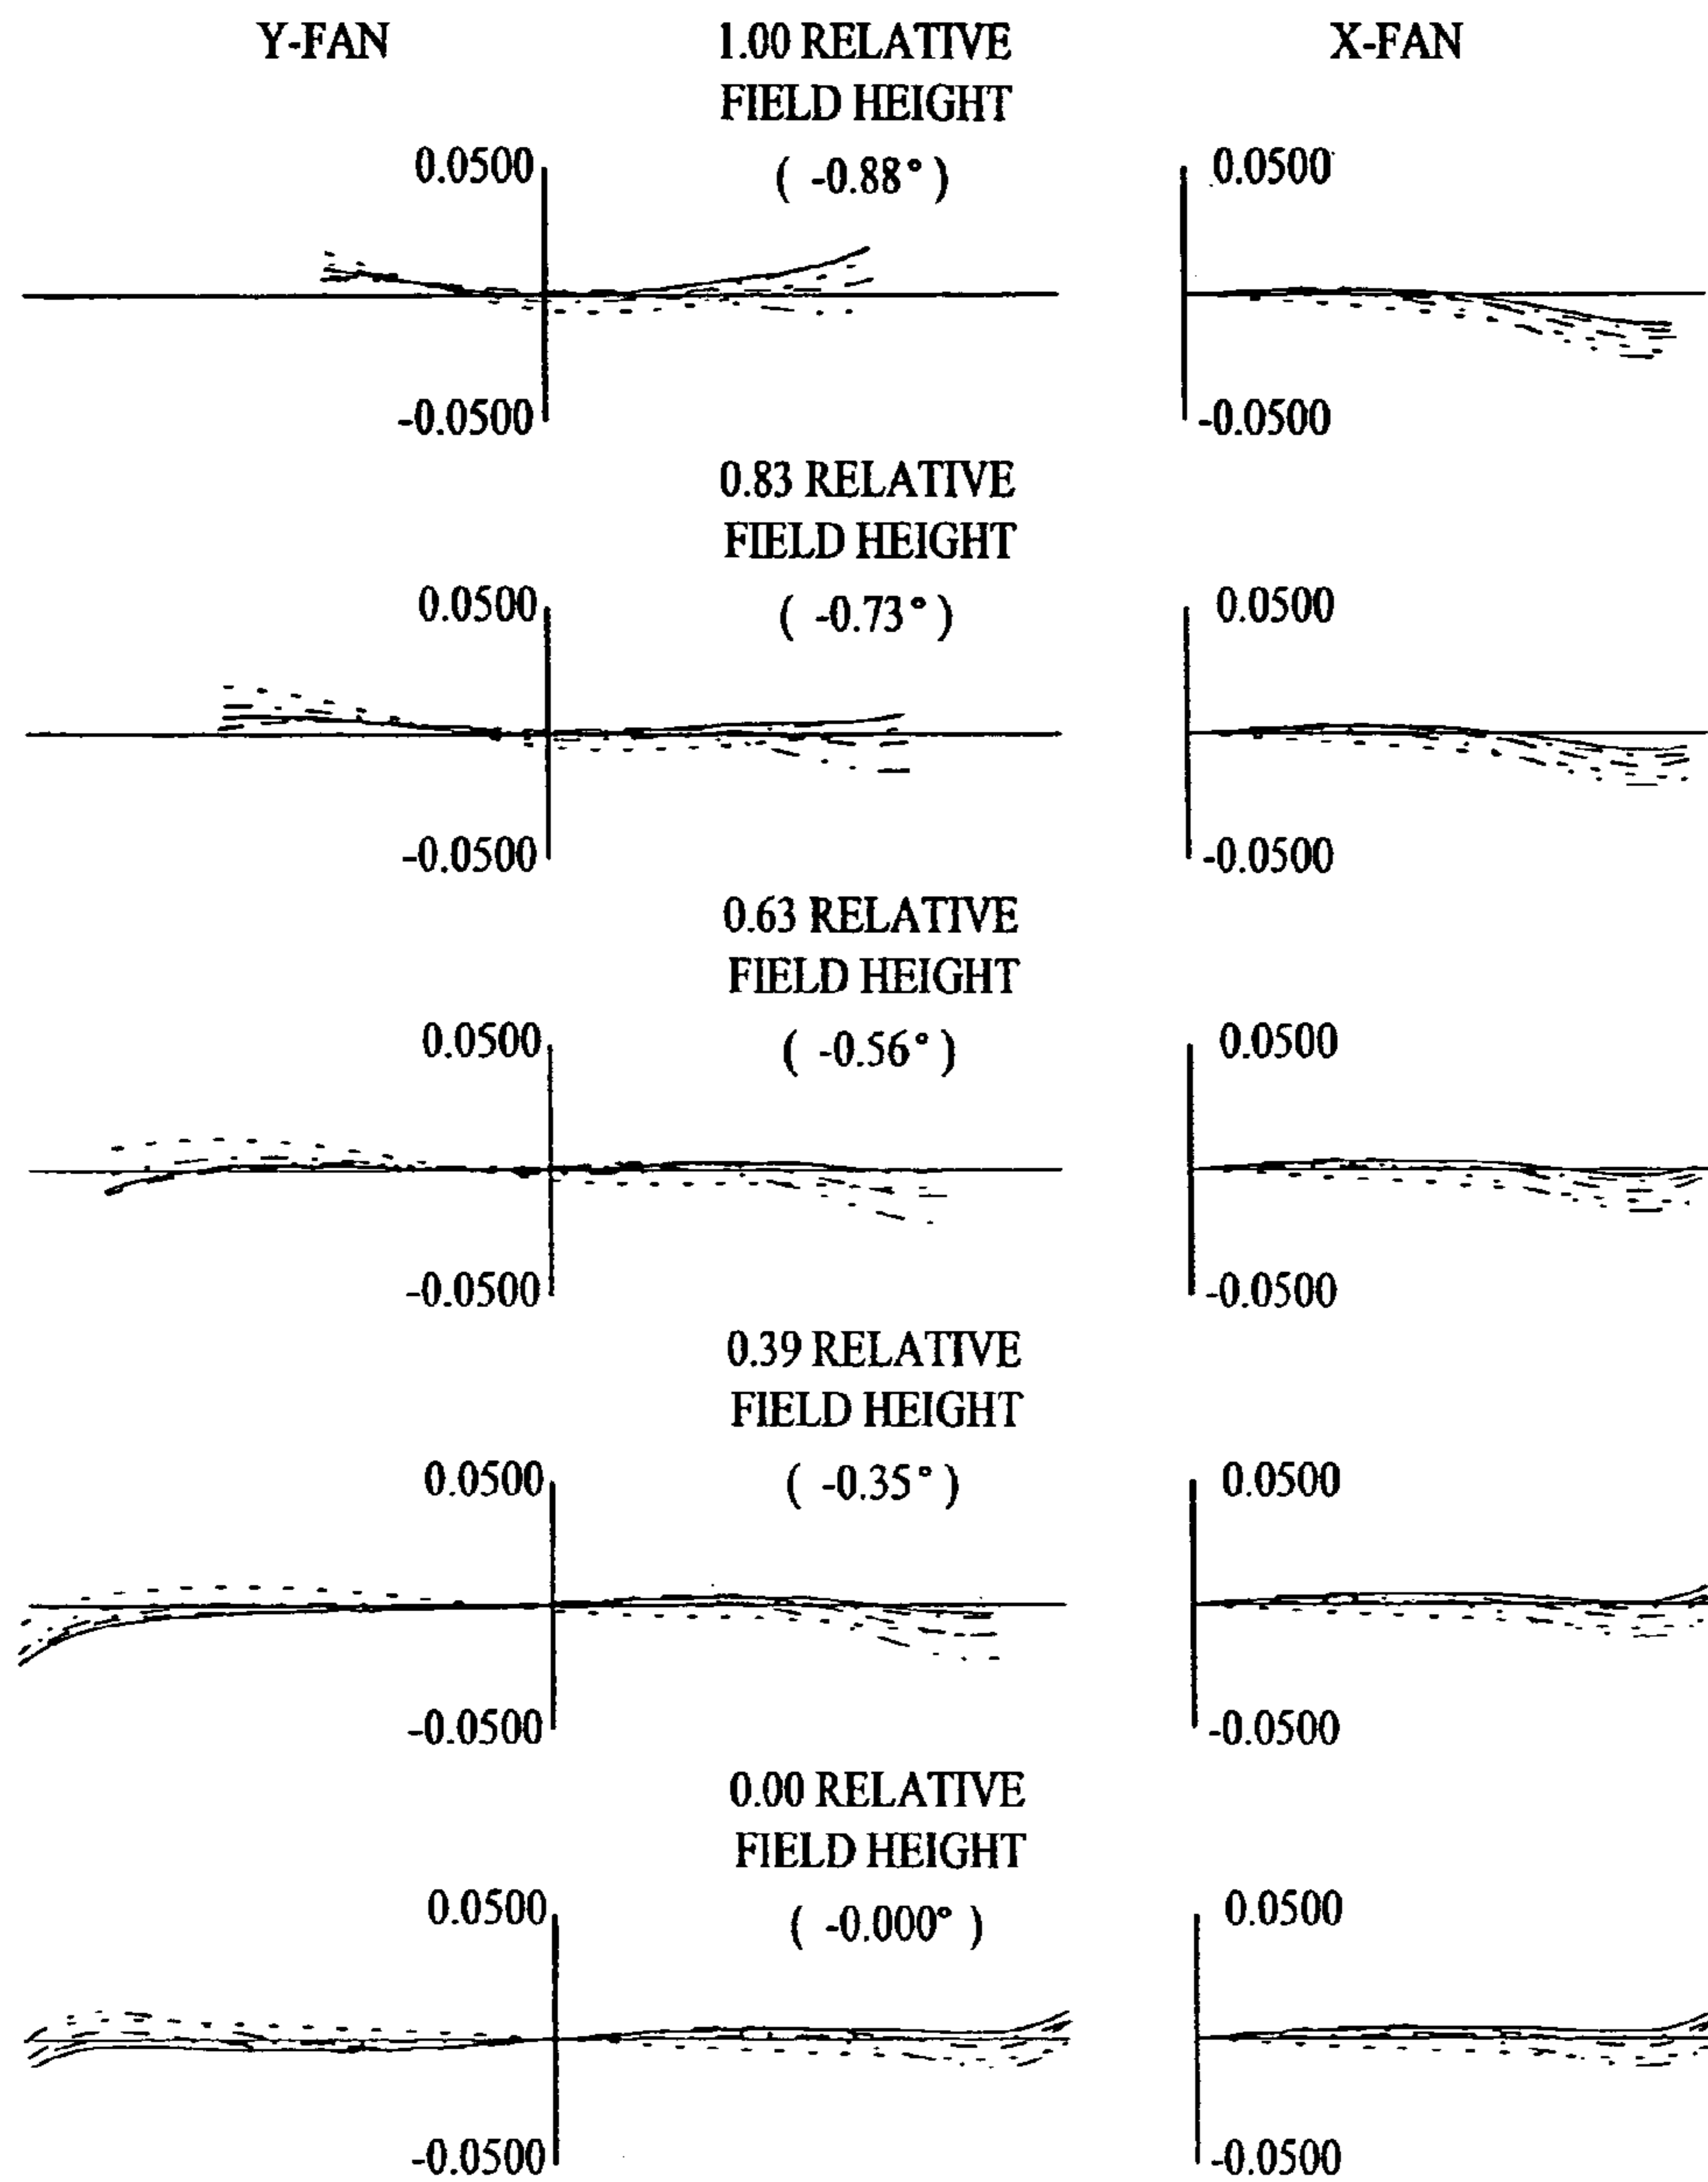 Y-FAN
1.00 RELATIVE
FIELD HEIGHT
( -0.88° )
X-FAN
0.0500
-0.0500
0.0500
-0.0500
0.83 RELATIVE
FIELD HEIGHT
( -0.73° )
0.0500
-0.0500
0.0500
-0.0500
0.63 RELATIVE
FIELD HEIGHT
( -0.56° )
0.0500
-0.0500
0.0500
-0.0500
0.39 RELATIVE
FIELD HEIGHT
( -0.35° )
0.0500
-0.0500
0.0500
-0.0500
0.00 RELATIVE
FIELD HEIGHT
( -0.000° )
0.0500
-0.0500
0.0500
-0.0500